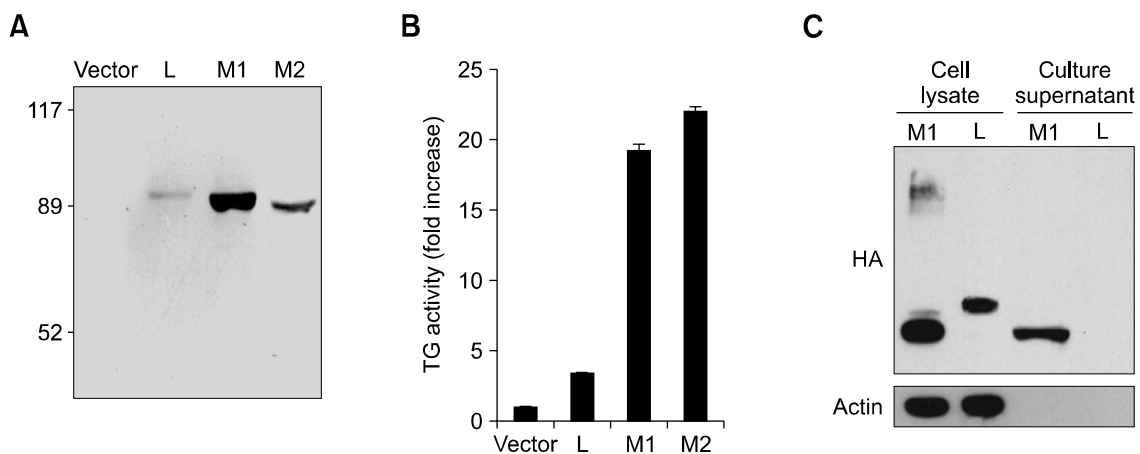 A
Vector L M1 M2
117
89
52
B
TG activity (fold increase)
25
20
15
10
5
0
Vector L M1 M2
C
Cell lysate
Culture supernatant
M1 L M1 L
HA
Actin